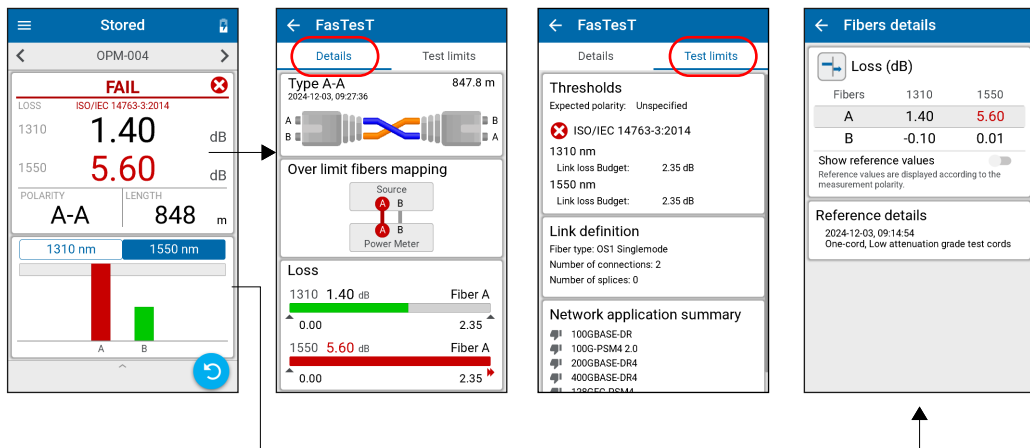 Stored
OPM-004
FAIL
LOSS
ISO/IEC 14763-3:2014
1310 1.40 dB
1550 5.60 dB
POLARITY
LENGTH
A-A
848 m
1310 nm
1550 nm
A
B
FasTesT
Details
Test limits
Type A-A
847.8 m
2024-12-03, 09:27:36
A
B
B
A
Over limit fibers mapping
Source
A B
A B
Power Meter
Loss
1310 1.40 dB Fiber A
0.00 2.35
1550 5.60 dB Fiber A
0.00 2.35
FasTesT
Details
Test limits
Thresholds
Expected polarity: Unspecified
ISO/IEC 14763-3:2014
1310 nm
Link loss Budget: 2.35 dB
1550 nm
Link loss Budget: 2.35 dB
Link definition
Fiber type: OS1 Singlemode
Number of connections: 2
Number of splices: 0
Network application summary
100GBASE-DR
100G-PSM4 2.0
200GBASE-DR4
400GBASE-DR4
128GFC-PSM4
Fibers details
Loss (dB)
Fibers 1310 1550
A 1.40 5.60
B -0.10 0.01
Show reference values
Reference values are displayed according to the
measurement polarity.
Reference details
2024-12-03, 09:14:54
One-cord, Low attenuation grade test cords